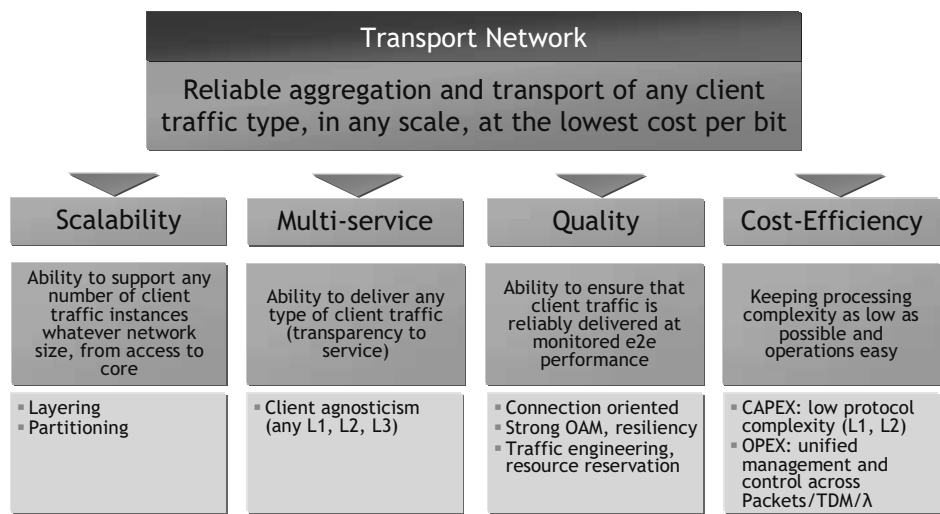 Transport Network
Reliable aggregation and transport of any client
traffic type, in any scale, at the lowest cost per bit
Scalability
Ability to support any
number of client
traffic instances
whatever network
size, from access to
core
▪ Layering
▪ Partitioning
Multi-service
Ability to deliver any
type of client traffic
(transparency to
service)
▪ Client agnosticism
(any L1, L2, L3)
Quality
Ability to ensure that
client traffic is
reliably delivered at
monitored e2e
performance
▪ Connection oriented
▪ Strong OAM, resiliency
▪ Traffic engineering,
resource reservation
Cost-Efficiency
Keeping processing
complexity as low as
possible and
operations easy
▪ CAPEX: low protocol
complexity (L1, L2)
▪ OPEX: unified
management and
control across
Packets/TDM/λ